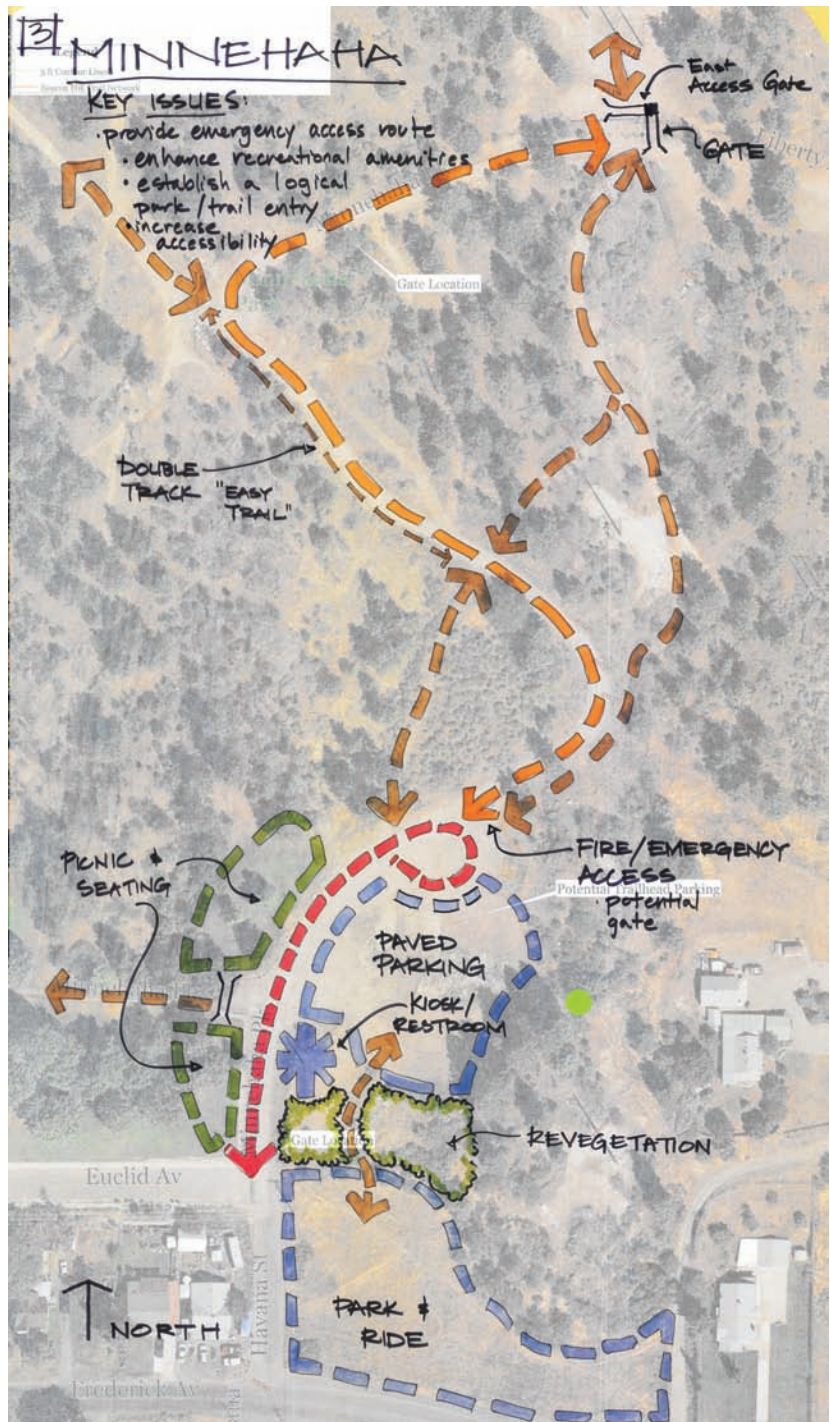 3 MINNEHAHA
Legend
KEY ISSUES:
· provide emergency access route
· enhance recreational amenities
· establish a logical
park/trail entry
· increase
accessibility
East
Access Gate
GATE
Liberty
Gate Location
DOUBLE
TRACK "EASY
TRAIL"
PICNIC &
SEATING
FIRE/EMERGENCY
ACCESS
· potential
gate
Potential Trailhead Parking
PAVED
PARKING
KIOSK/
RESTROOM
Gate Location
REVEGETATION
Euclid Av
Havana St
PARK &
RIDE
NORTH
Frederick Av